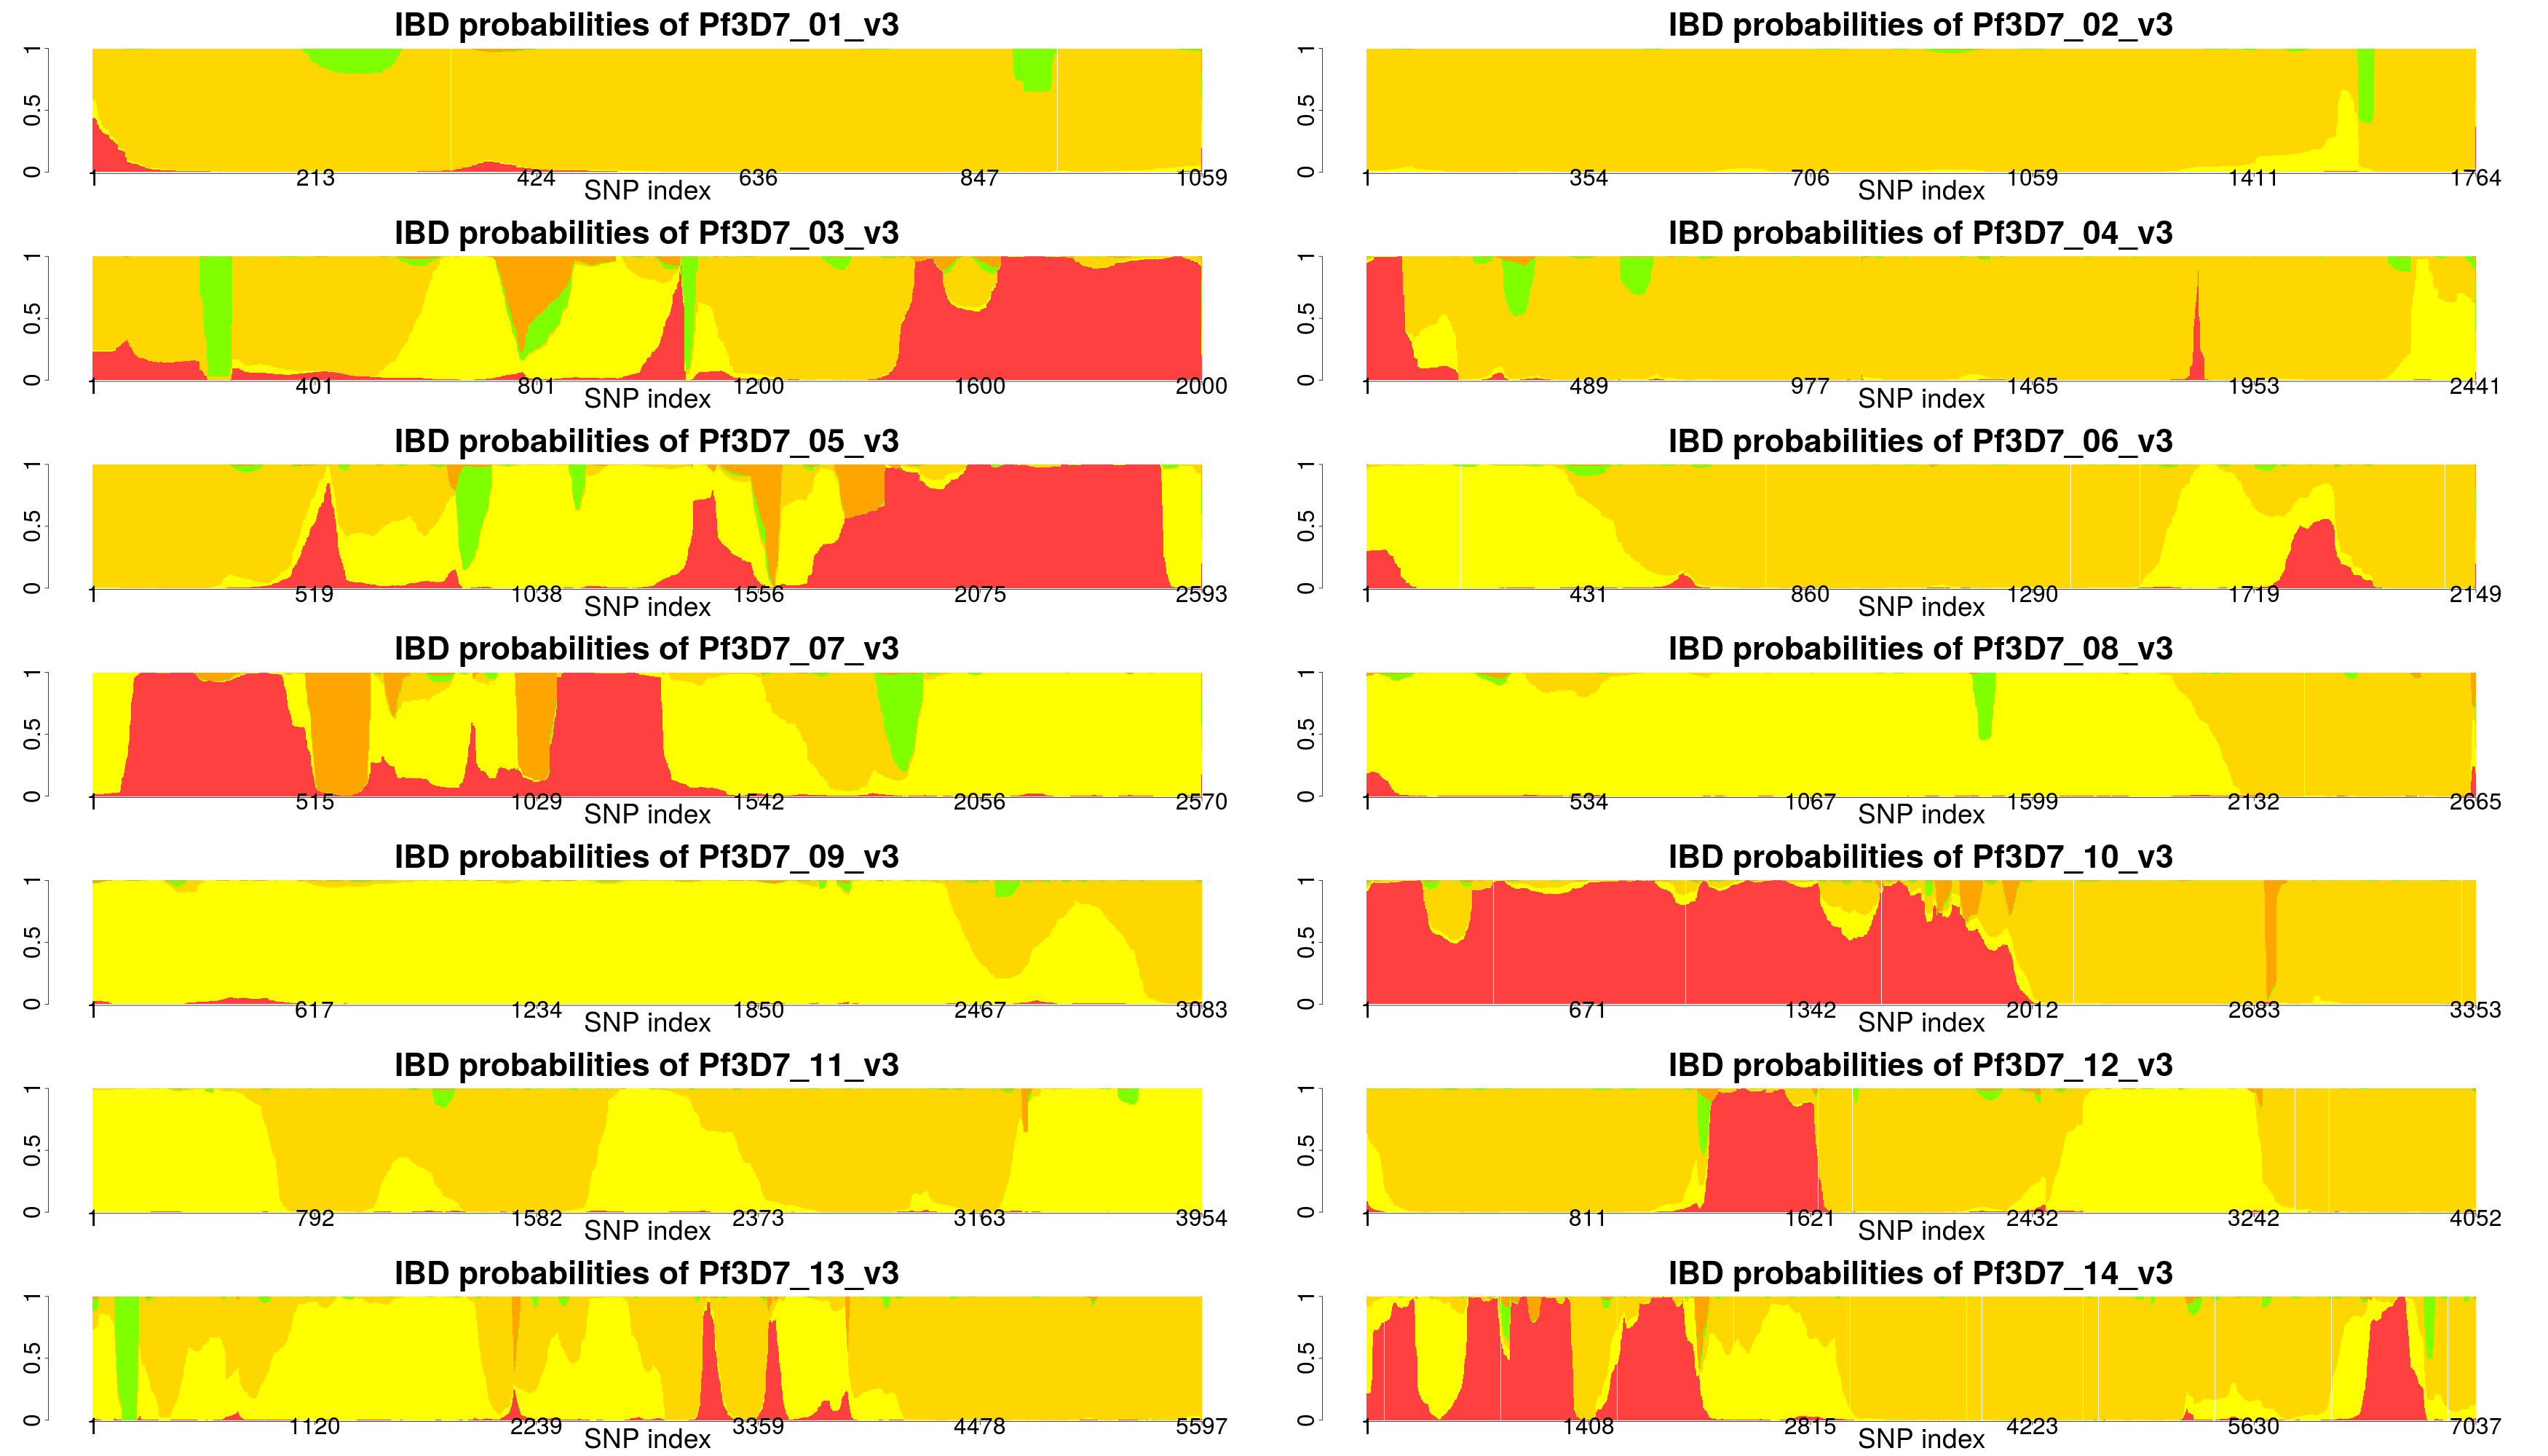 IBD probabilities of Pf3D7_01_v3
0 0.5 1
1 213 424 636 847 1059
SNP index
IBD probabilities of Pf3D7_02_v3
0 0.5 1
1 354 706 1059 1411 1764
SNP index
IBD probabilities of Pf3D7_03_v3
0 0.5 1
1 401 801 1200 1600 2000
SNP index
IBD probabilities of Pf3D7_04_v3
0 0.5 1
1 489 977 1465 1953 2441
SNP index
IBD probabilities of Pf3D7_05_v3
0 0.5 1
1 519 1038 1556 2075 2593
SNP index
IBD probabilities of Pf3D7_06_v3
0 0.5 1
1 431 860 1290 1719 2149
SNP index
IBD probabilities of Pf3D7_07_v3
0 0.5 1
1 515 1029 1542 2056 2570
SNP index
IBD probabilities of Pf3D7_08_v3
0 0.5 1
1 534 1067 1599 2132 2665
SNP index
IBD probabilities of Pf3D7_09_v3
0 0.5 1
1 617 1234 1850 2467 3083
SNP index
IBD probabilities of Pf3D7_10_v3
0 0.5 1
1 671 1342 2012 2683 3353
SNP index
IBD probabilities of Pf3D7_11_v3
0 0.5 1
1 792 1582 2373 3163 3954
SNP index
IBD probabilities of Pf3D7_12_v3
0 0.5 1
1 811 1621 2432 3242 4052
SNP index
IBD probabilities of Pf3D7_13_v3
0 0.5 1
1 1120 2239 3359 4478 5597
SNP index
IBD probabilities of Pf3D7_14_v3
0 0.5 1
1 1408 2815 4223 5630 7037
SNP index